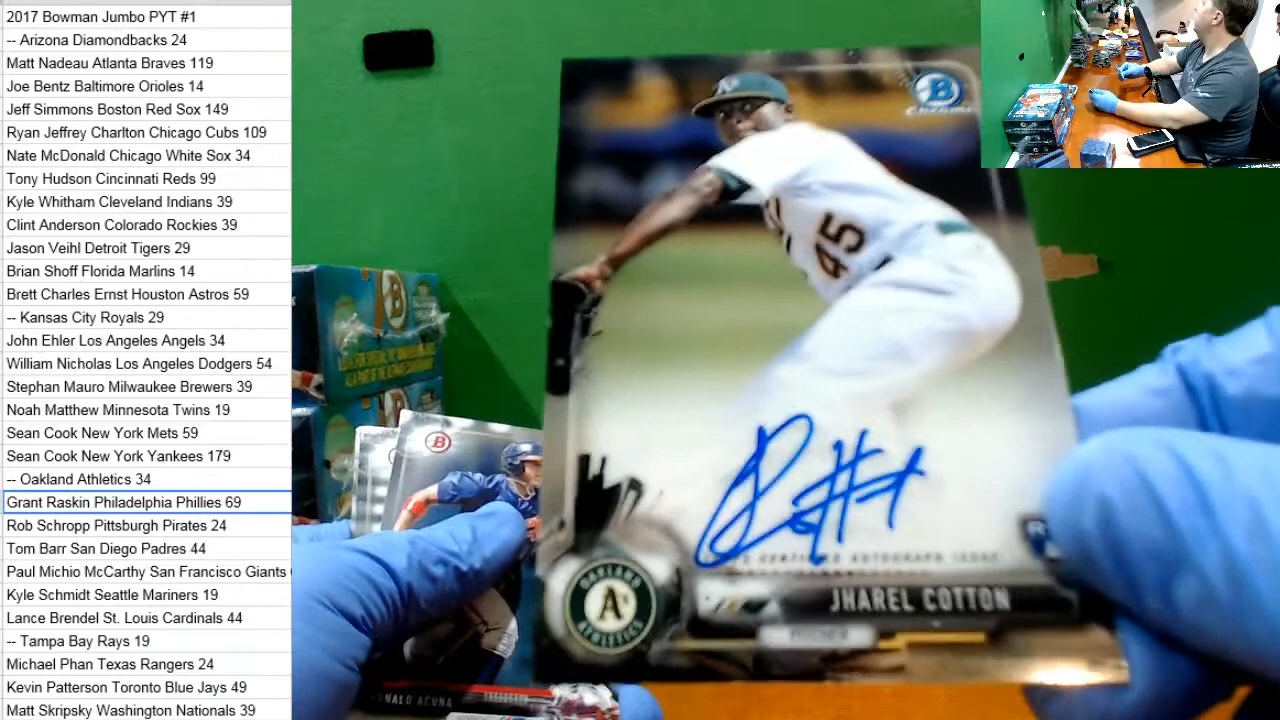 2017 Bowman Jumbo PYT #1
-- Arizona Diamondbacks 24
Matt Nadeau Atlanta Braves 119
Joe Bentz Baltimore Orioles 14
Jeff Simmons Boston Red Sox 149
Ryan Jeffrey Charlton Chicago Cubs 109
Nate McDonald Chicago White Sox 34
Tony Hudson Cincinnati Reds 99
Kyle Whitham Cleveland Indians 39
Clint Anderson Colorado Rockies 39
Jason Veihl Detroit Tigers 29
Brian Shoff Florida Marlins 14
Brett Charles Ernst Houston Astros 59
-- Kansas City Royals 29
John Ehler Los Angeles Angels 34
William Nicholas Los Angeles Dodgers 54
Stephan Mauro Milwaukee Brewers 39
Noah Matthew Minnesota Twins 19
Sean Cook New York Mets 59
Sean Cook New York Yankees 179
-- Oakland Athletics 34
Grant Raskin Philadelphia Phillies 69
Rob Schropp Pittsburgh Pirates 24
Tom Barr San Diego Padres 44
Paul Michio McCarthy San Francisco Giants
Kyle Schmidt Seattle Mariners 19
Lance Brendel St. Louis Cardinals 44
-- Tampa Bay Rays 19
Michael Phan Texas Rangers 24
Kevin Patterson Toronto Blue Jays 49
Matt Skripsky Washington Nationals 39
B
CHROME
A's
45
CERTIFIED AUTOGRAPH ISSUE
OAKLAND
A's
ATHLETICS
JHAREL COTTON
PITCHER
B
B
ACUNA